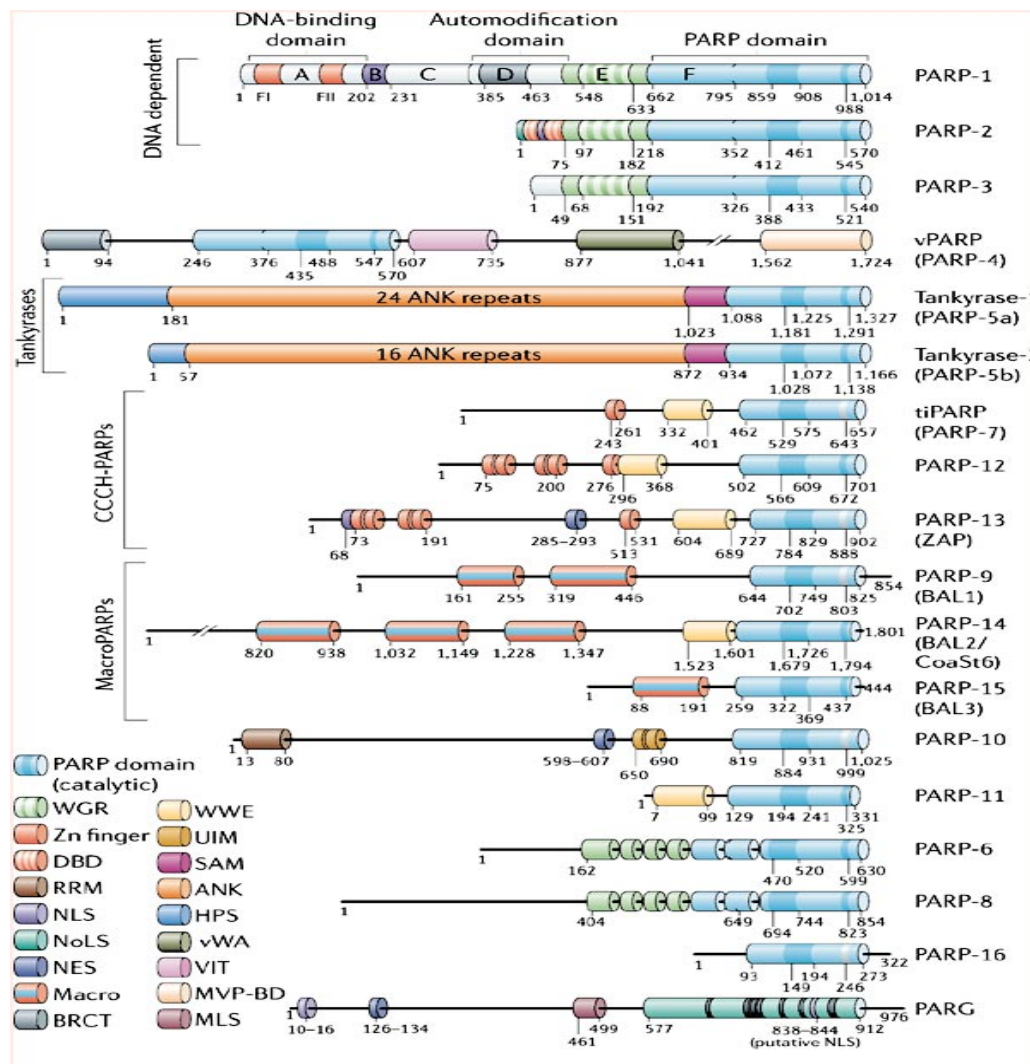 DNA-binding domain
Automodification domain
PARP domain
DNA dependent
A B C D E F
PARP-1
1 FI FII 202 231 385 463 548 633 662 795 859 908 988 1,014
PARP-2
1 75 97 182 218 352 412 461 545 570
PARP-3
1 49 68 151 192 326 388 433 521 540
vPARP
(PARP-4)
1 94 246 376 435 488 547 570 607 735 877 1,041 1,562 1,724
Tankyrases
24 ANK repeats
Tankyrase-
(PARP-5a)
1 181 1,023 1,088 1,181 1,225 1,291 1,327
16 ANK repeats
Tankyrase-
(PARP-5b)
1 57 872 934 1,028 1,072 1,138 1,166
CCCH-PARPs
tiPARP
(PARP-7)
1 243 261 332 401 462 529 575 643 657
PARP-12
1 75 200 276 296 368 502 566 609 672 701
PARP-13
(ZAP)
1 68 73 191 285–293 513 531 604 689 727 784 829 888 902
MacroPARPs
PARP-9
(BAL1)
1 161 255 319 446 644 702 749 803 825 854
PARP-14
(BAL2/
CoaSt6)
1 820 938 1,032 1,149 1,228 1,347 1,523 1,601 1,679 1,726 1,794 1,801
PARP-15
(BAL3)
1 88 191 259 322 369 437 444
PARP-10
1 13 80 598–607 650 690 819 884 931 999 1,025
PARP-11
1 7 99 129 194 241 325 331
PARP-6
1 162 470 520 599 630
PARP-8
1 404 649 694 744 823 854
PARP-16
1 93 149 194 246 273 322
PARG
1 10–16 126–134 461 499 577 838–844 912 976
(putative NLS)
PARP domain
(catalytic)
WGR
Zn finger
DBD
RRM
NLS
NoLS
NES
Macro
BRCT
WWE
UIM
SAM
ANK
HPS
vWA
VIT
MVP-BD
MLS